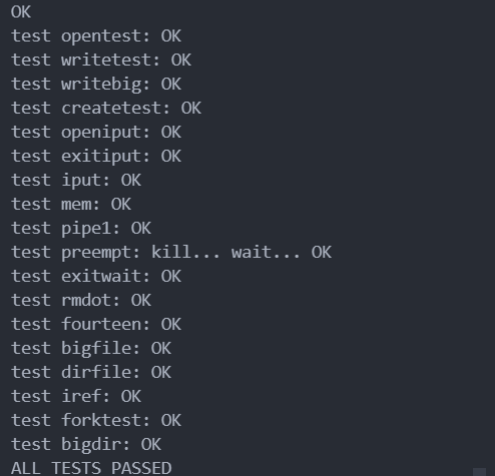 OK
test opentest: OK
test writetest: OK
test writebig: OK
test createtest: OK
test openiput: OK
test exitiput: OK
test iput: OK
test mem: OK
test pipe1: OK
test preempt: kill... wait... OK
test exitwait: OK
test rmdot: OK
test fourteen: OK
test bigfile: OK
test dirfile: OK
test iref: OK
test forktest: OK
test bigdir: OK
ALL TESTS PASSED